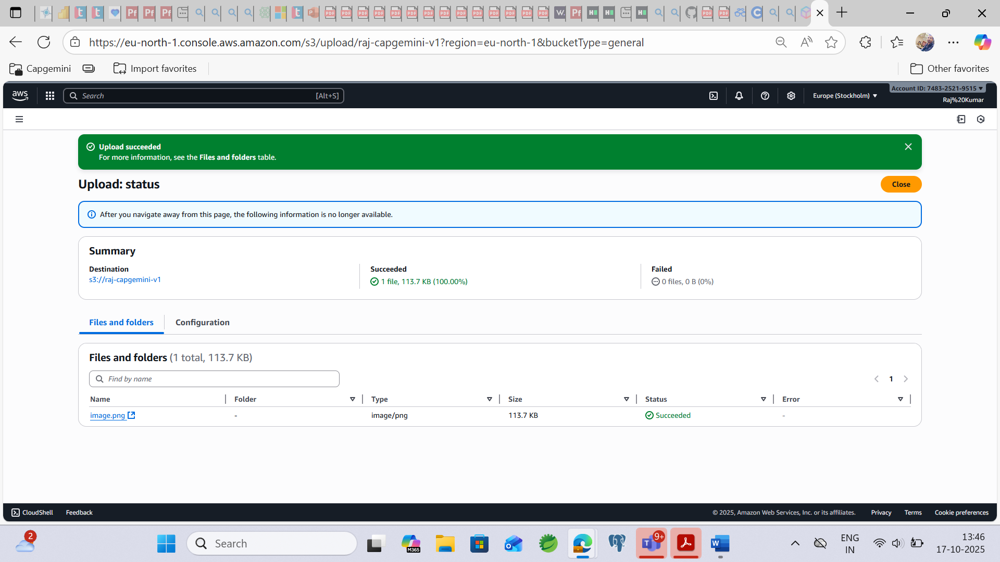 https://eu-north-1.console.aws.amazon.com/s3/upload/raj-capgemini-v1?region=eu-north-1&bucketType=general
Capgemini
Import favorites
Other favorites
aws
Search
[Alt+S]
Europe (Stockholm)
Account ID: 7483-2521-9515
Raj%20Kumar
Upload succeeded
For more information, see the Files and folders table.
Upload: status
Close
After you navigate away from this page, the following information is no longer available.
Summary
Destination
s3://raj-capgemini-v1
Succeeded
1 file, 113.7 KB (100.00%)
Failed
0 files, 0 B (0%)
Files and folders
Configuration
Files and folders (1 total, 113.7 KB)
Find by name
1
Name Folder Type Size Status Error
image.png - image/png 113.7 KB Succeeded -
CloudShell
Feedback
© 2025, Amazon Web Services, Inc. or its affiliates.
Privacy
Terms
Cookie preferences
2
Search
M365
9+
ENG
IN
13:46
17-10-2025